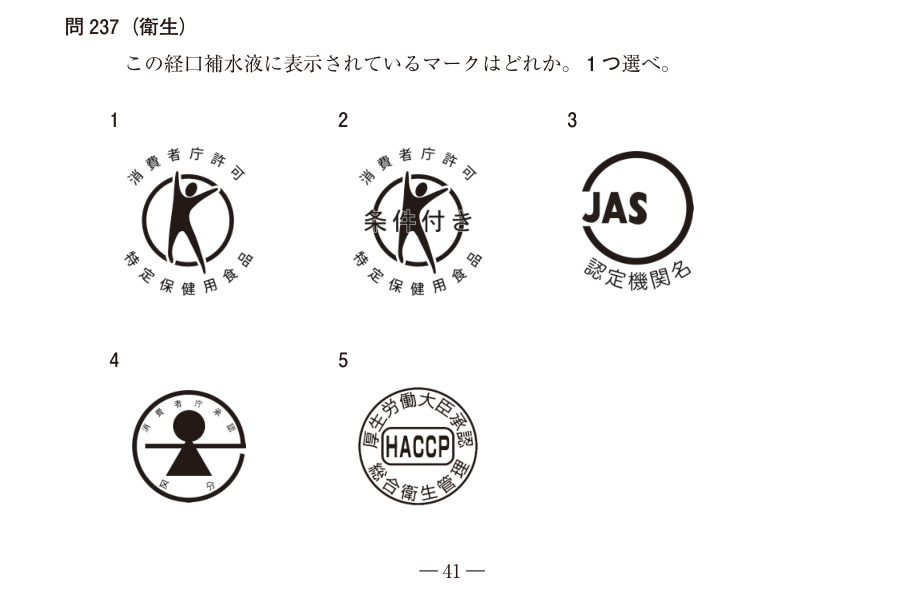 問 237（衛生）
この経口補水液に表示されているマークはどれか。1 つ選べ。
1
2
3
消費者庁許可
特定保健用食品
消費者庁許可
条件付き
特定保健用食品
JAS
認定機関名
4
5
消費者庁承認
区分
厚生労働大臣承認
HACCP
総合衛生管理
— 41 —